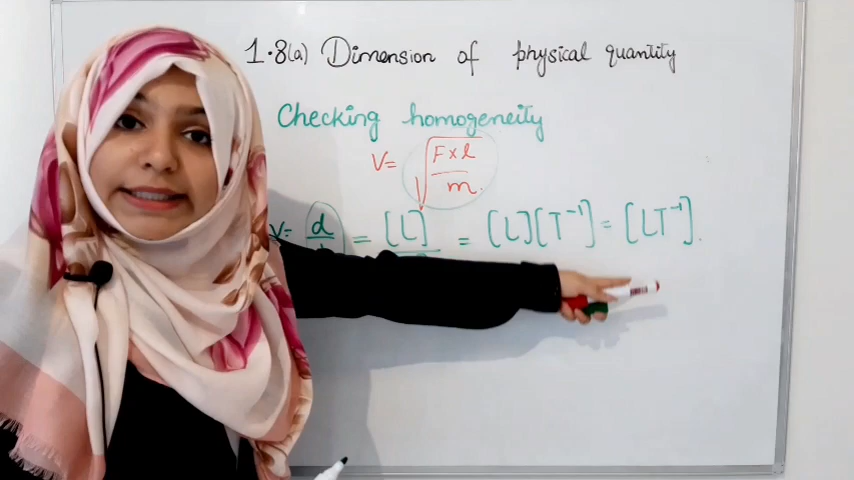 1.8(a) Dimension of physical quantity
Checking homogeneity
V= √(F×l / m).
V= d = [L] = [L][T⁻¹] = [LT⁻¹].